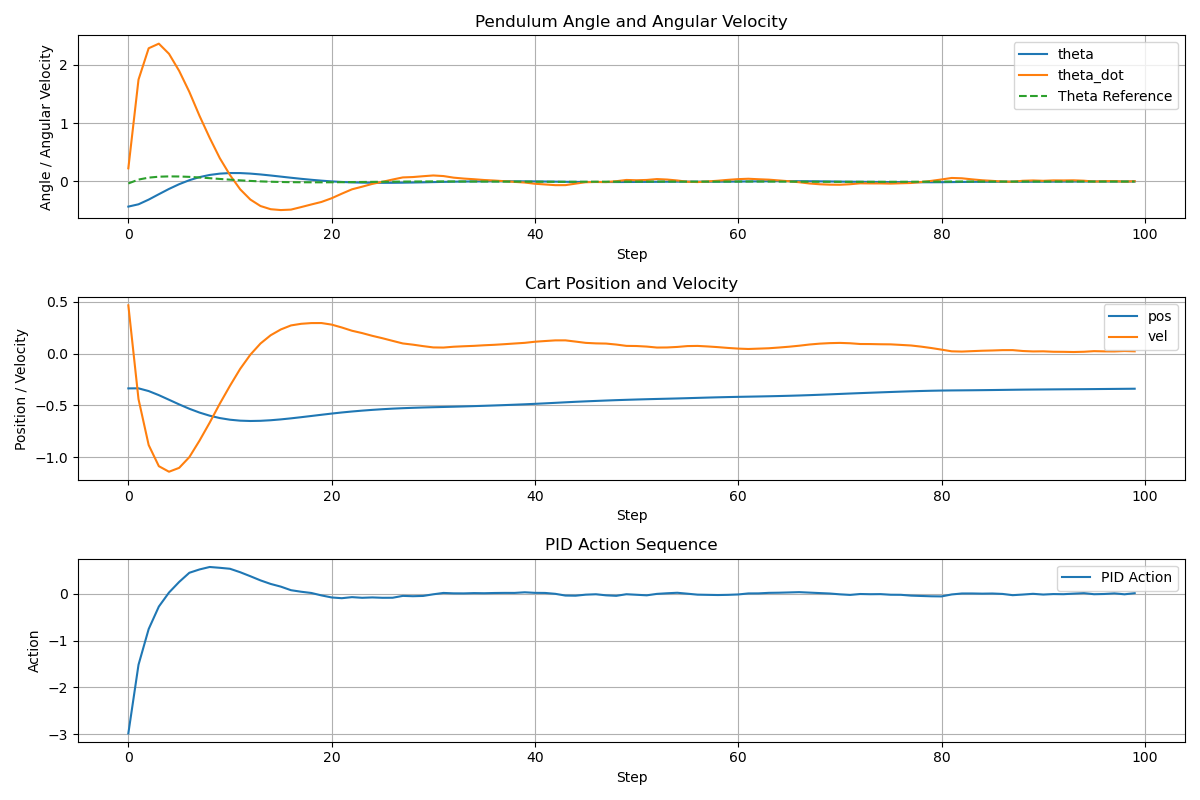 Pendulum Angle and Angular Velocity
Angle / Angular Velocity
2
1
0
theta
theta_dot
Theta Reference
0 20 40 60 80 100
Step
Cart Position and Velocity
Position / Velocity
0.5
0.0
−0.5
−1.0
pos
vel
0 20 40 60 80 100
Step
PID Action Sequence
Action
0
−1
−2
−3
PID Action
0 20 40 60 80 100
Step